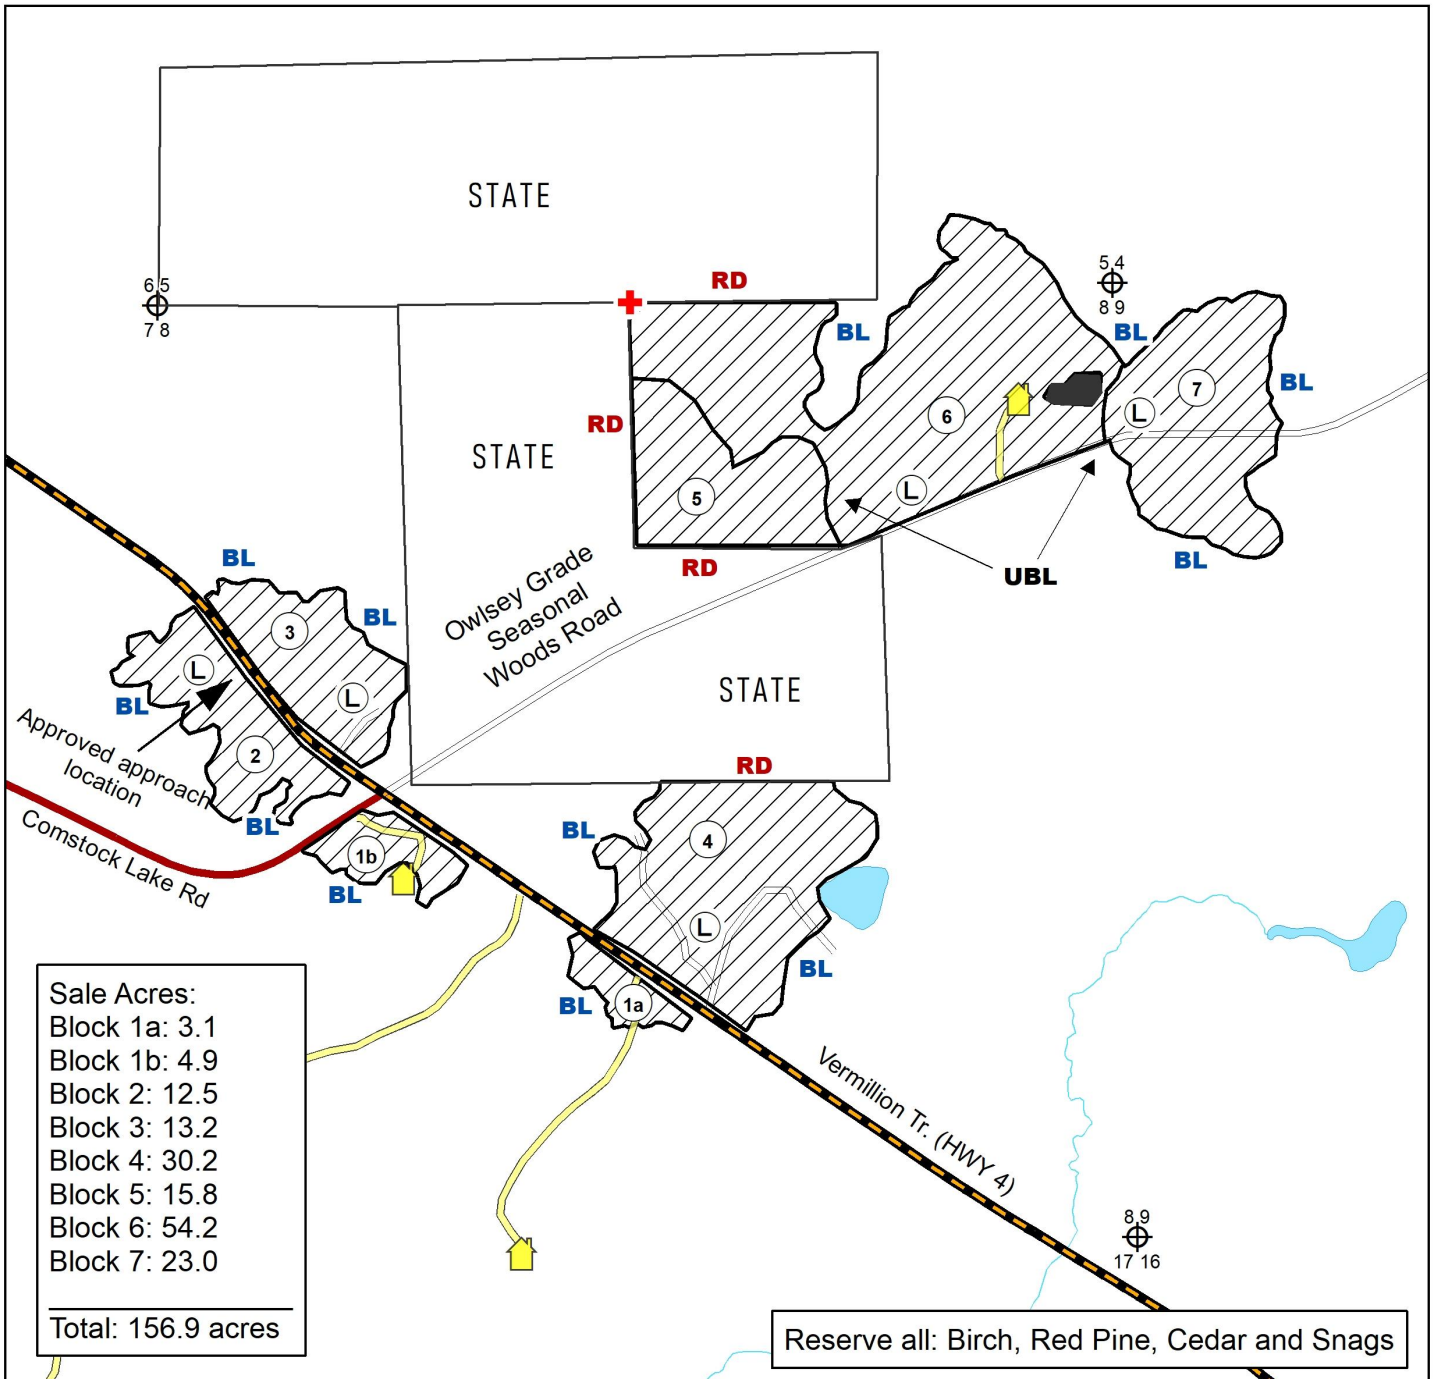 STATE
RD
6 5
7 8
5 4
8 9
BL
BL
BL
7
L
6
RD
STATE
5
L
BL
RD
UBL
Owlsey Grade
Seasonal
Woods Road
BL
BL
3
L
L
BL
2
Approved approach
location
BL
STATE
RD
Comstock Lake Rd
1b
BL
BL
4
L
BL
BL
1a
Vermillion Tr. (HWY 4)
8 9
17 16
Sale Acres:
Block 1a: 3.1
Block 1b: 4.9
Block 2: 12.5
Block 3: 13.2
Block 4: 30.2
Block 5: 15.8
Block 6: 54.2
Block 7: 23.0
Total: 156.9 acres
Reserve all: Birch, Red Pine, Cedar and Snags